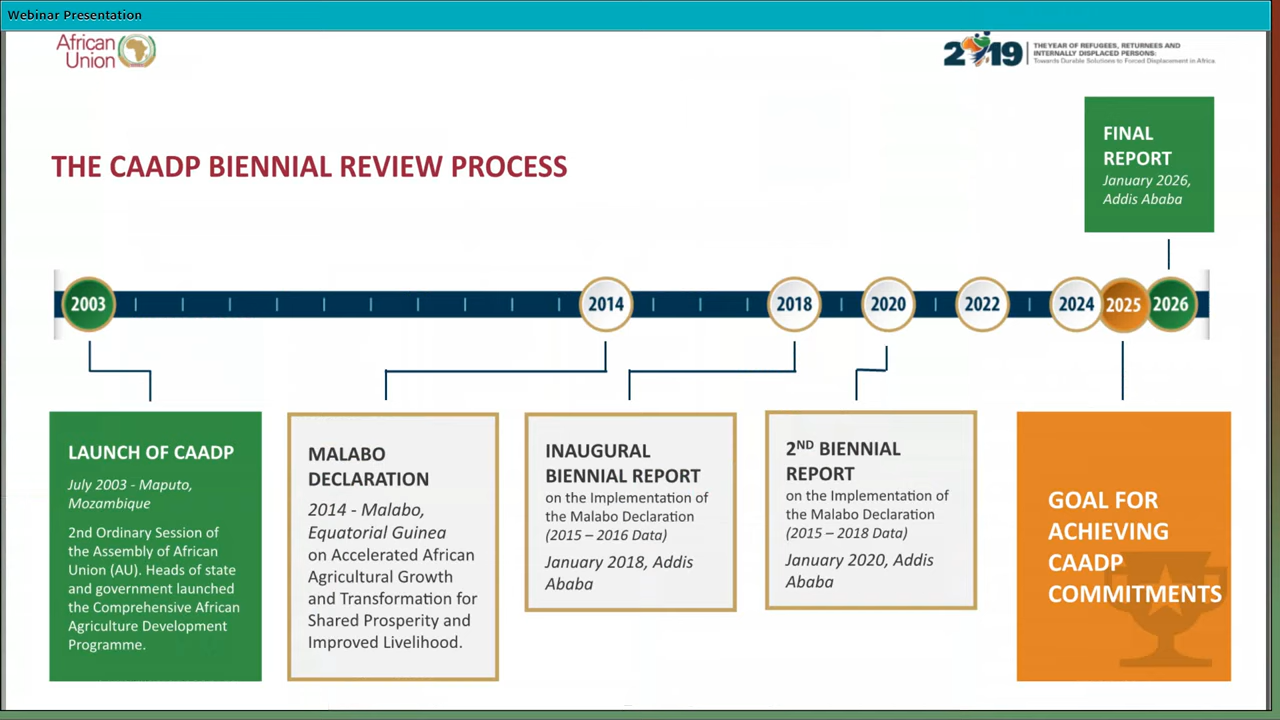 Webinar Presentation
African
Union
2019
THE YEAR OF REFUGEES, RETURNEES AND
INTERNALLY DISPLACED PERSONS:
Towards Durable Solutions to Forced Displacement in Africa
THE CAADP BIENNIAL REVIEW PROCESS
FINAL
REPORT
January 2026,
Addis Ababa
2003
2014
2018
2020
2022
2024
2025
2026
LAUNCH OF CAADP
July 2003 - Maputo,
Mozambique
2nd Ordinary Session of
the Assembly of African
Union (AU). Heads of state
and government launched
the Comprehensive African
Agriculture Development
Programme.
MALABO
DECLARATION
2014 - Malabo,
Equatorial Guinea
on Accelerated African
Agricultural Growth
and Transformation for
Shared Prosperity and
Improved Livelihood.
INAUGURAL
BIENNIAL REPORT
on the Implementation of
the Malabo Declaration
(2015 – 2016 Data)
January 2018, Addis
Ababa
2ND BIENNIAL
REPORT
on the Implementation of
the Malabo Declaration
(2015 – 2018 Data)
January 2020, Addis
Ababa
GOAL FOR
ACHIEVING
CAADP
COMMITMENTS